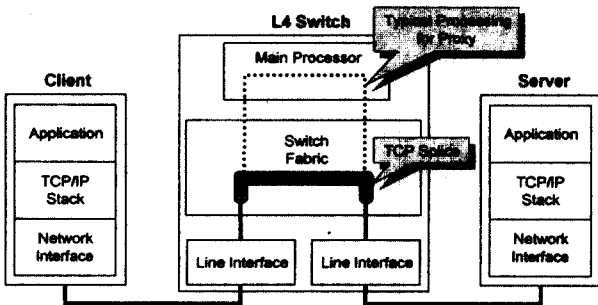 L4 Switch
Typical Processing
for Proxy
Main Processor
Client
Server
Application
TCP/IP
Stack
Network
Interface
Switch
Fabric
TCP Splice
Line Interface
Line Interface
Application
TCP/IP
Stack
Network
Interface